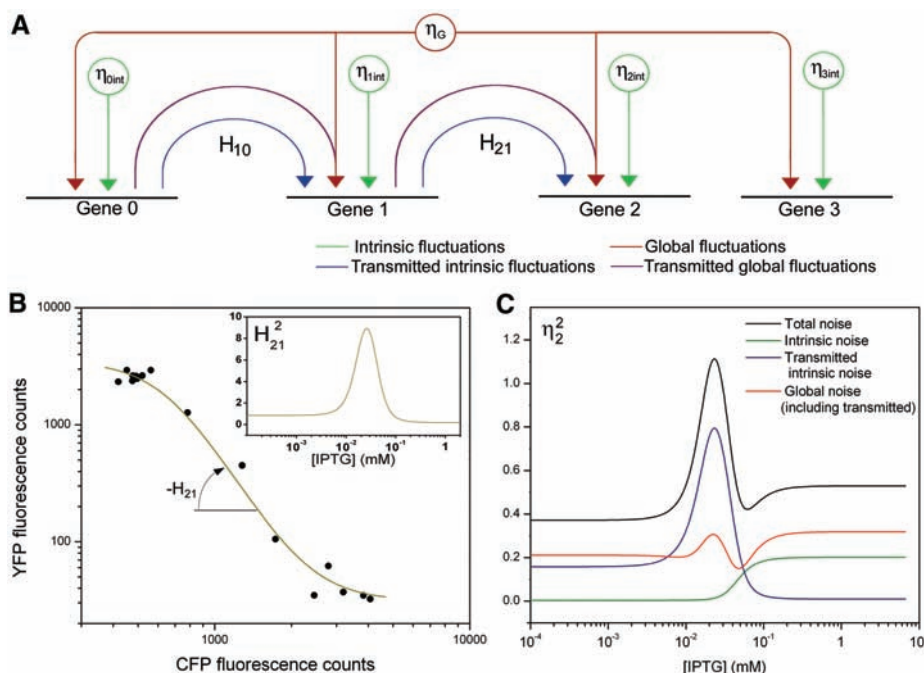 A
ηG
η0int
η1int
η2int
η3int
H10
H21
Gene 0
Gene 1
Gene 2
Gene 3
Intrinsic fluctuations
Global fluctuations
Transmitted intrinsic fluctuations
Transmitted global fluctuations
B
10000
1000
100
YFP fluorescence counts
1000
10000
CFP fluorescence counts
-H21
H21²
10
8
6
4
2
0
10⁻³
10⁻²
10⁻¹
1
[IPTG] (mM)
C
η2²
Total noise
Intrinsic noise
Transmitted
intrinsic noise
Global noise
(including transmitted)
1.2
1.0
0.8
0.6
0.4
0.2
0.0
10⁻⁴
10⁻³
10⁻²
10⁻¹
1
10
[IPTG] (mM)